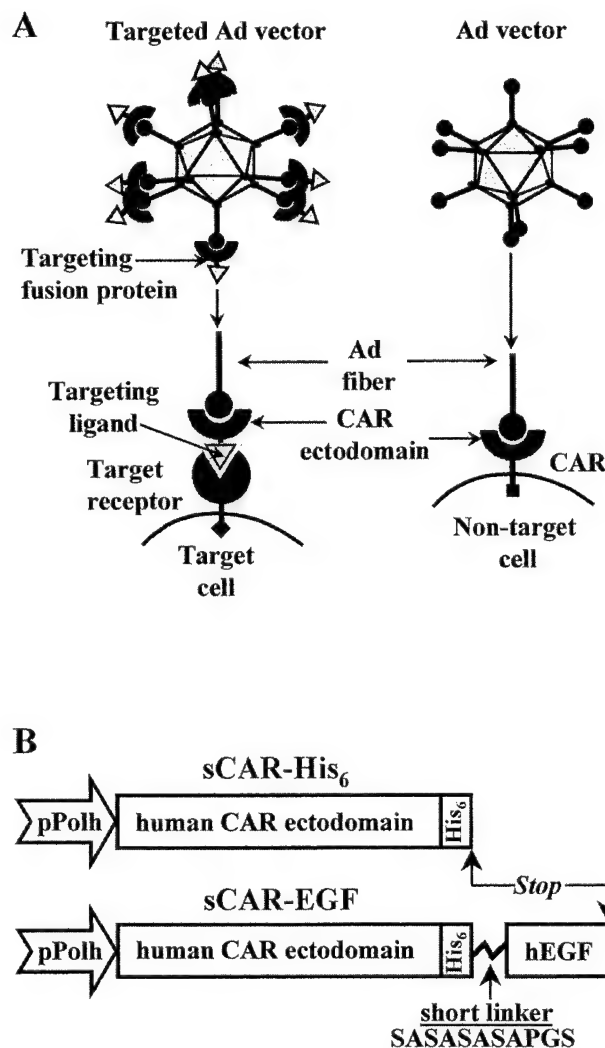 A
Targeted Ad vector
Ad vector
Targeting
fusion protein
Ad
fiber
Targeting
ligand
CAR
ectodomain
Target
receptor
CAR
Target
cell
Non-target
cell
B
sCAR-His6
pPolh human CAR ectodomain His6
Stop
sCAR-EGF
pPolh human CAR ectodomain His6 hEGF
short linker
SASASASAPGS